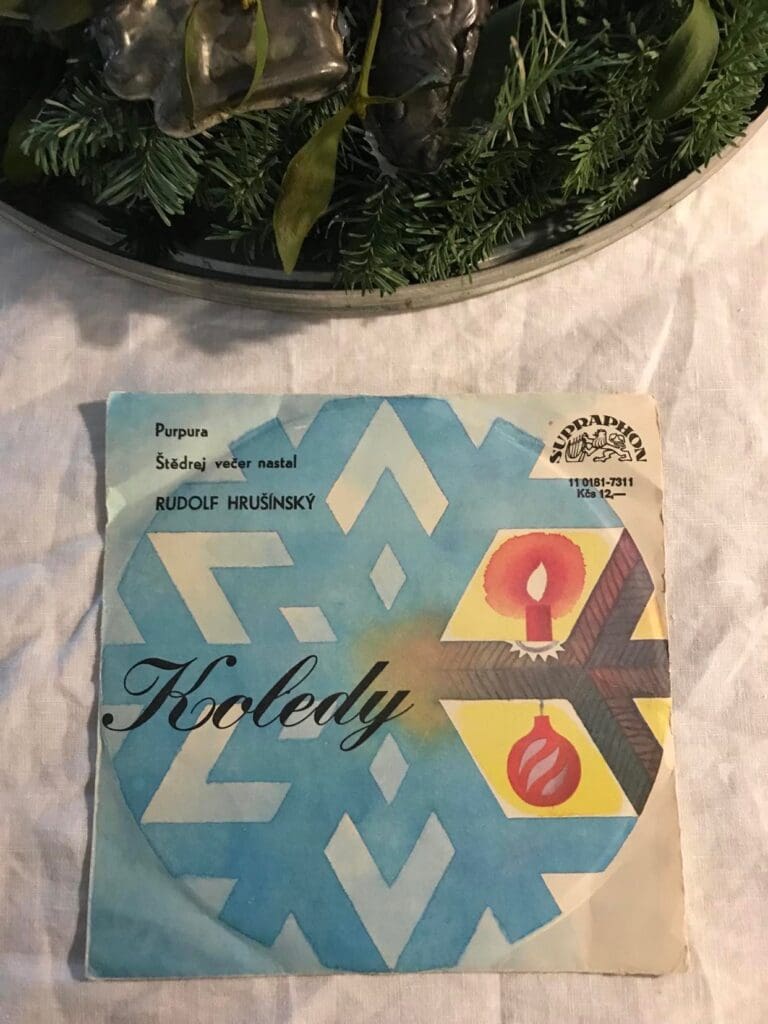 Purpura
Štědrej večer nastal
RUDOLF HRUŠÍNSKÝ
SUPRAPHON
11 0181-7311
Kčs 12,—
Koledy